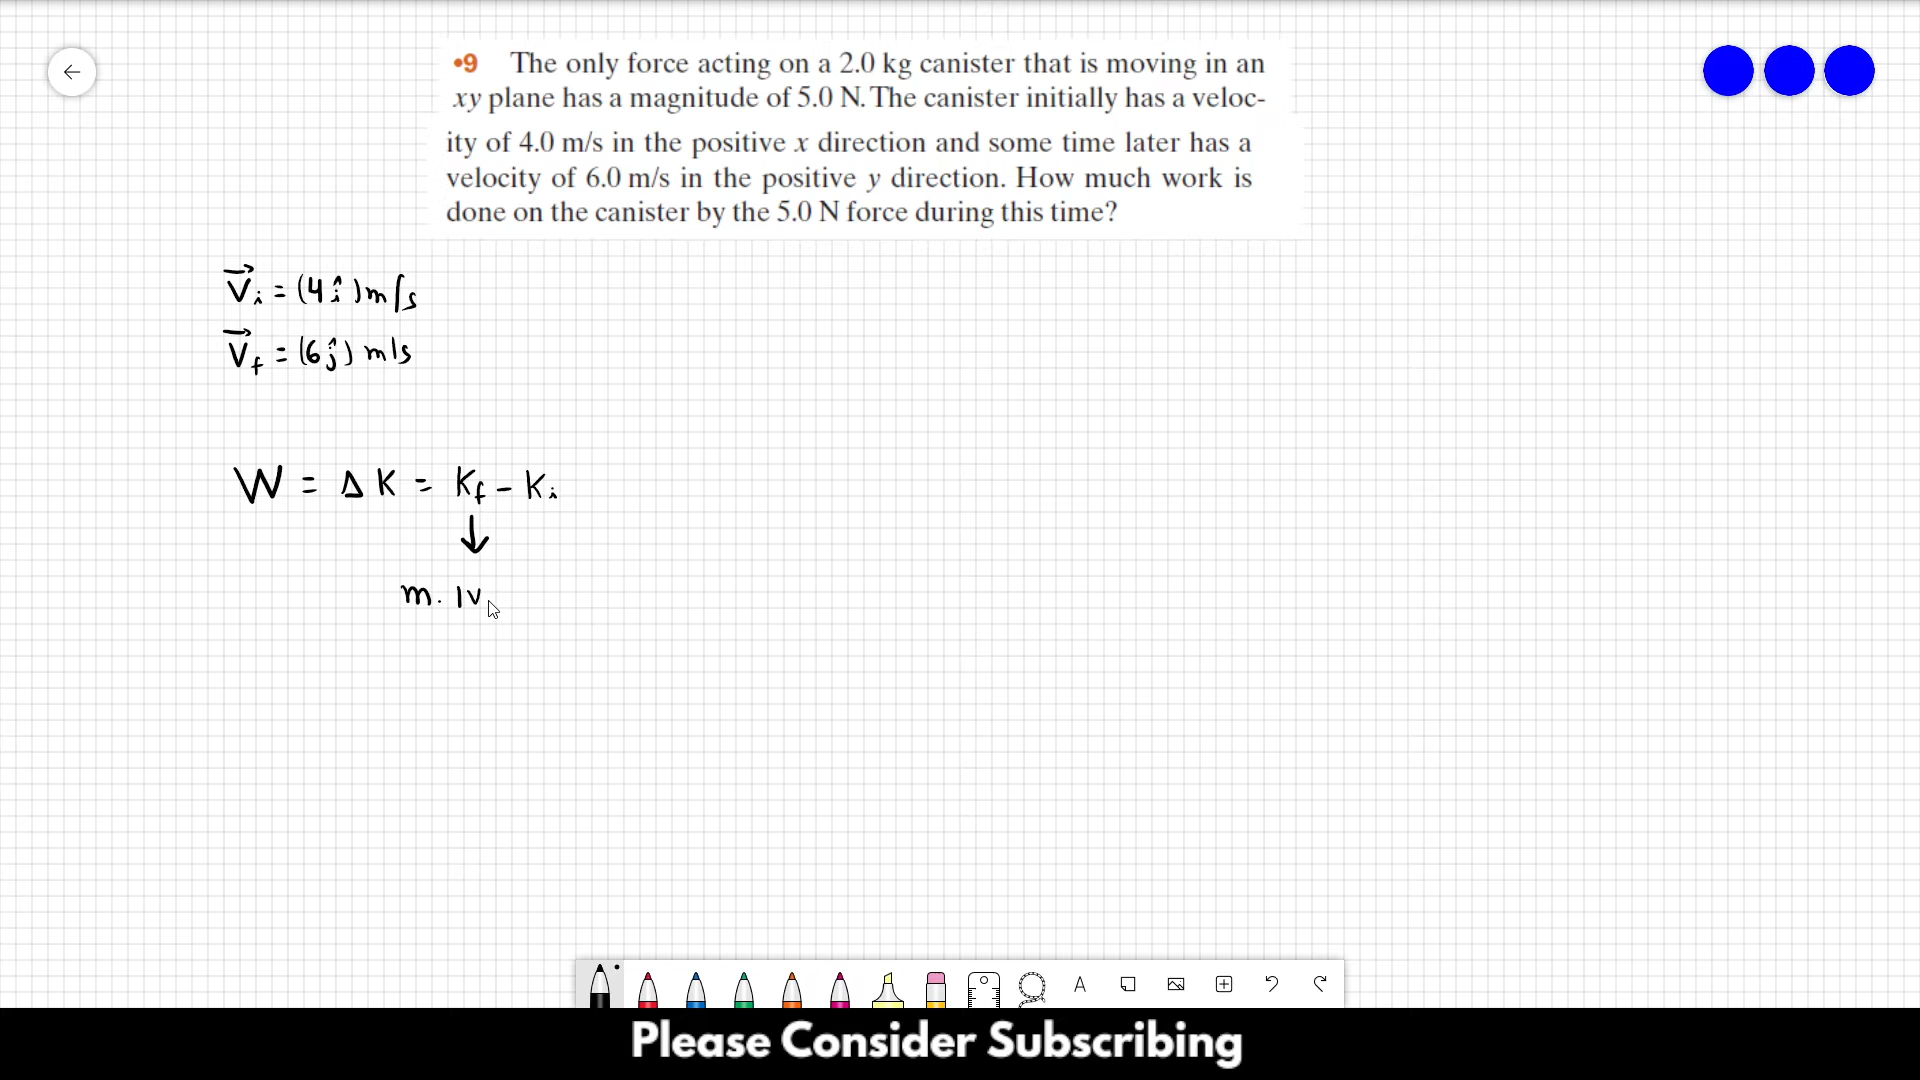 •9 The only force acting on a 2.0 kg canister that is moving in an
xy plane has a magnitude of 5.0 N. The canister initially has a veloc-
ity of 4.0 m/s in the positive x direction and some time later has a
velocity of 6.0 m/s in the positive y direction. How much work is
done on the canister by the 5.0 N force during this time?
V⃗i = (4î) m/s
V⃗f = (6ĵ) m/s
W = Δ K = Kf - Ki
↓
m. |v
A
Please Consider Subscribing